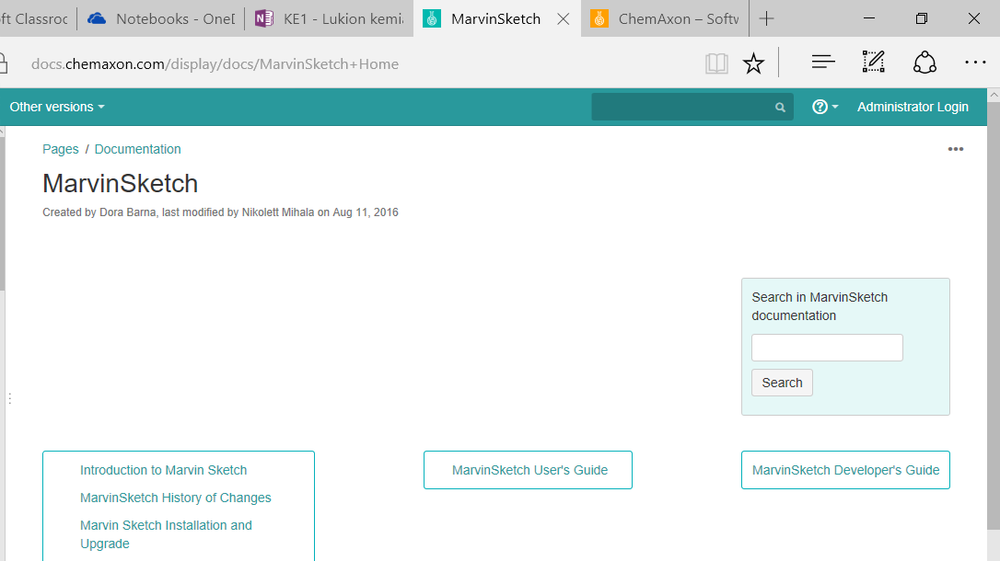 ft Classroc Notebooks - OneD KE1 - Lukion kemia MarvinSketch ChemAxon – Softw
docs.chemaxon.com/display/docs/MarvinSketch+Home
Other versions Administrator Login
Pages / Documentation
MarvinSketch
Created by Dora Barna, last modified by Nikolett Mihala on Aug 11, 2016
Search in MarvinSketch
documentation
Search
Introduction to Marvin Sketch
MarvinSketch History of Changes
Marvin Sketch Installation and
Upgrade
MarvinSketch User's Guide
MarvinSketch Developer's Guide